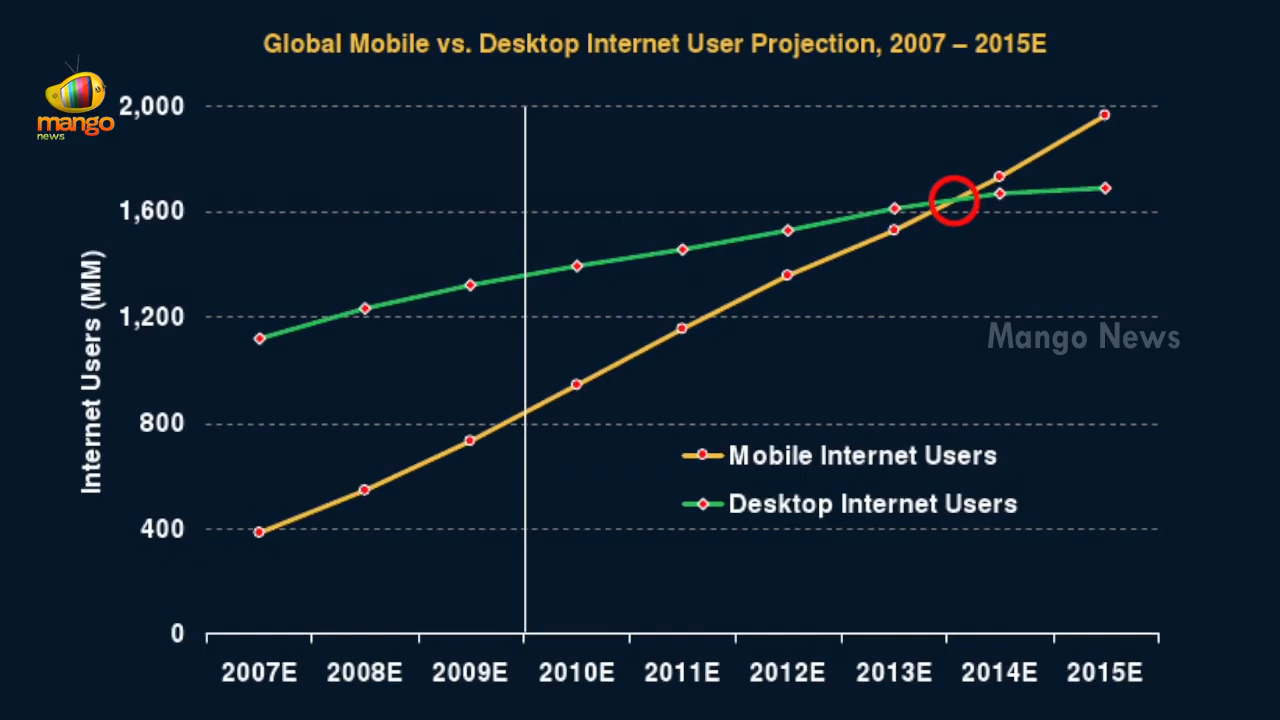 Global Mobile vs. Desktop Internet User Projection, 2007 – 2015E
mango
news
2,000
1,600
1,200
800
400
0
Internet Users (MM)
Mango News
Mobile Internet Users
Desktop Internet Users
2007E 2008E 2009E 2010E 2011E 2012E 2013E 2014E 2015E